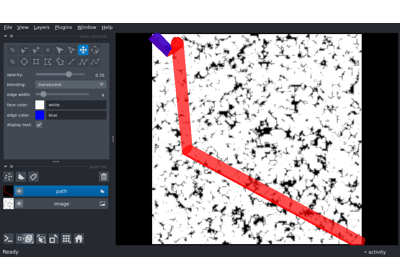 File View Layers Plugins Window Help
opacity: 0.70
blending: translucent
edge width: 4
face color: white
edge color: blue
display text: ✓
path
Image
Ready
activity